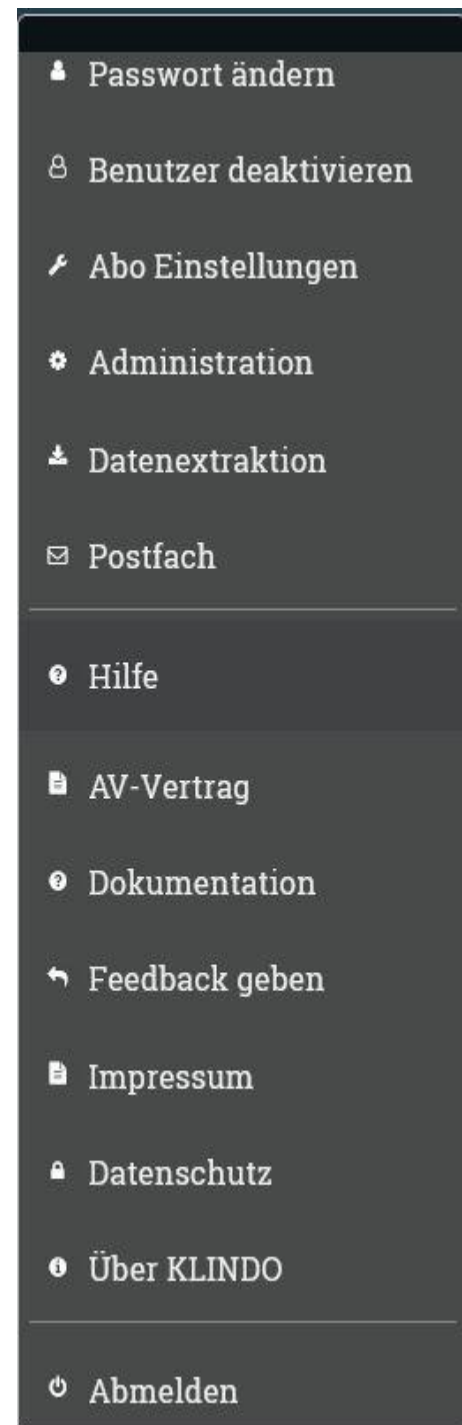 Passwort ändern
Benutzer deaktivieren
Abo Einstellungen
Administration
Datenextraktion
Postfach
Hilfe
AV-Vertrag
Dokumentation
Feedback geben
Impressum
Datenschutz
Über KLINDO
Abmelden